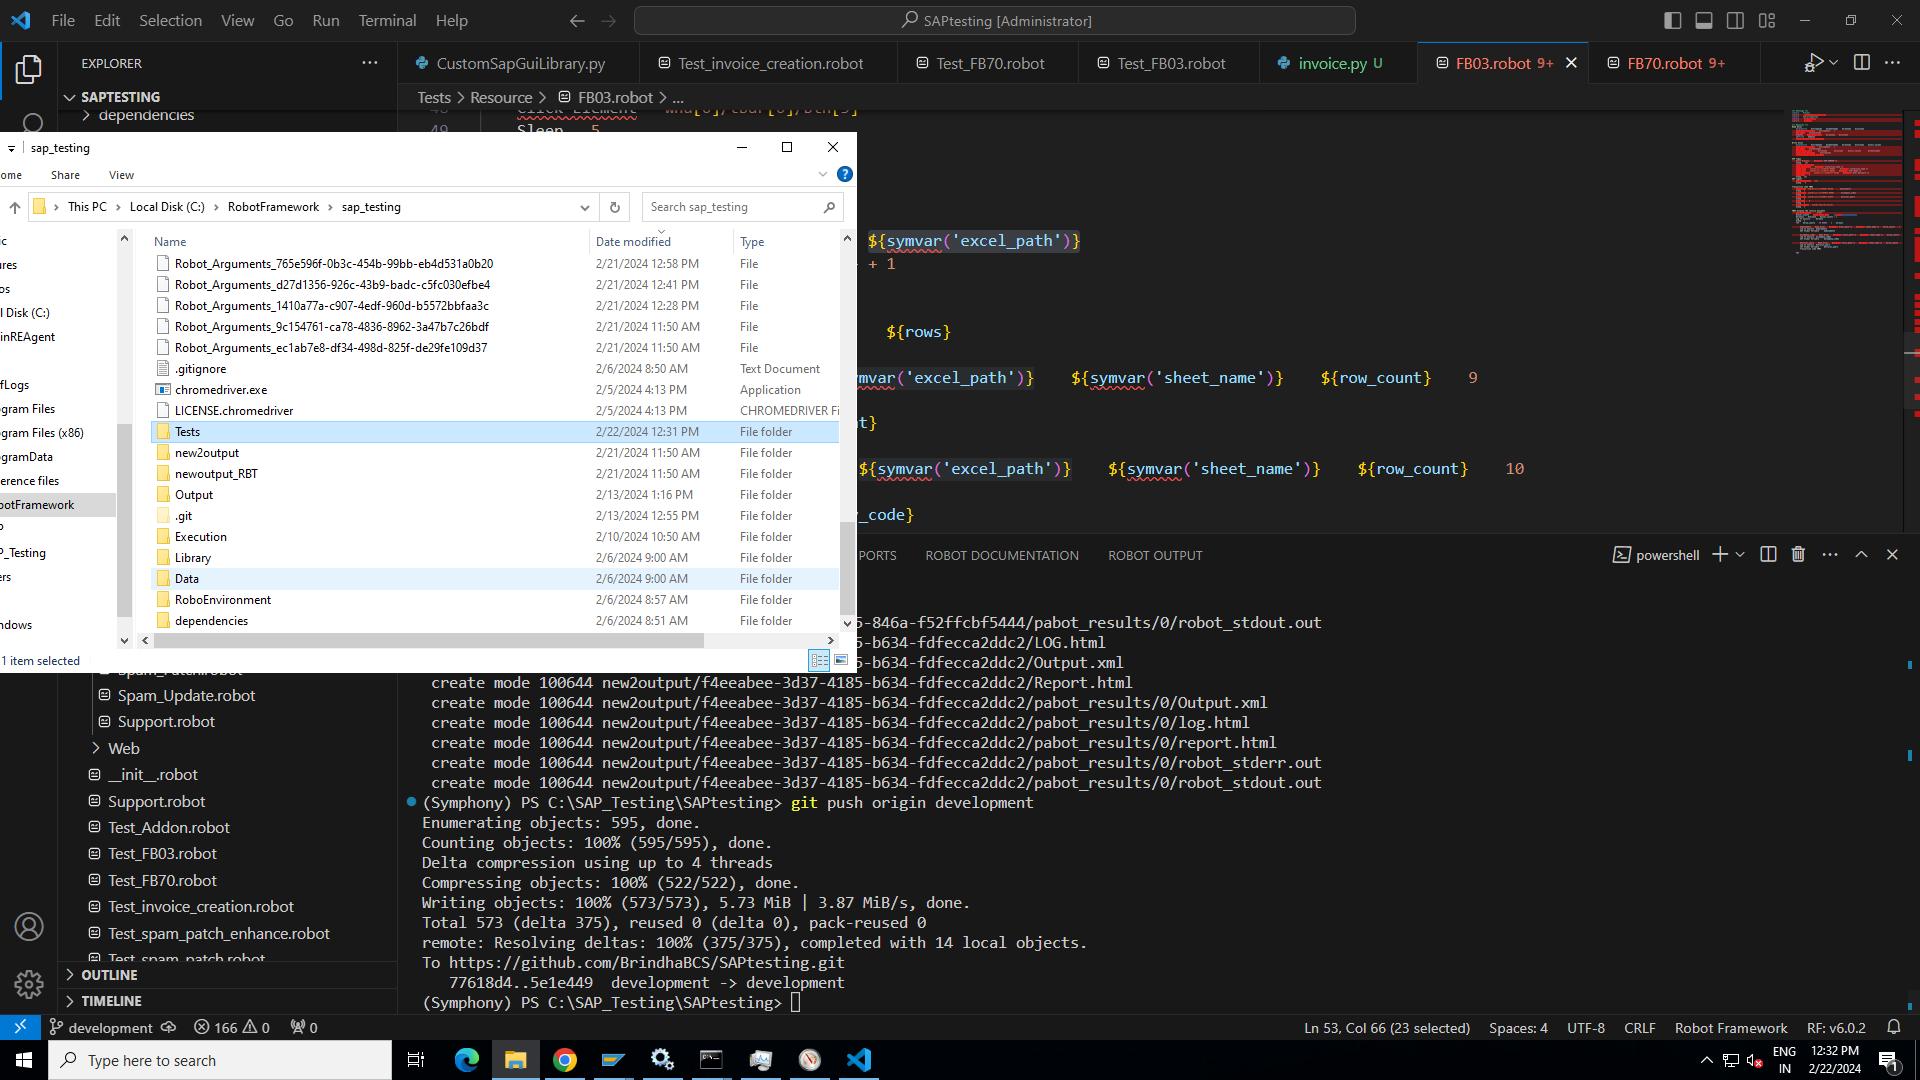 File Edit Selection View Go Run Terminal Help
SAPtesting [Administrator]
EXPLORER
CustomSapGuiLibrary.py
Test_invoice_creation.robot
Test_FB70.robot
Test_FB03.robot
invoice.py U
FB03.robot 9+
FB70.robot 9+
SAPTESTING
Tests > Resource > FB03.robot > ...
dependencies
Sleep 5
sap_testing
ome Share View
This PC > Local Disk (C:) > RobotFramework > sap_testing
Search sap_testing
Name Date modified Type
Robot_Arguments_765e596f-0b3c-454b-99bb-eb4d531a0b20 2/21/2024 12:58 PM File
Robot_Arguments_d27d1356-926c-43b9-badc-c5fc030efbe4 2/21/2024 12:41 PM File
Robot_Arguments_1410a77a-c907-4edf-960d-b5572bbfaa3c 2/21/2024 12:28 PM File
Robot_Arguments_9c154761-ca78-4836-8962-3a47b7c26bdf 2/21/2024 11:50 AM File
Robot_Arguments_ec1ab7e8-df34-498d-825f-de29fe109d37 2/21/2024 11:50 AM File
.gitignore 2/6/2024 8:50 AM Text Document
chromedriver.exe 2/5/2024 4:13 PM Application
LICENSE.chromedriver 2/5/2024 4:13 PM CHROMEDRIVER Fi
Tests 2/22/2024 12:31 PM File folder
new2output 2/21/2024 11:50 AM File folder
newoutput_RBT 2/21/2024 11:50 AM File folder
Output 2/13/2024 1:16 PM File folder
.git 2/13/2024 12:55 PM File folder
Execution 2/10/2024 10:50 AM File folder
Library 2/6/2024 9:00 AM File folder
Data 2/6/2024 9:00 AM File folder
RoboEnvironment 2/6/2024 8:57 AM File folder
dependencies 2/6/2024 8:51 AM File folder
ic
ures
os
l Disk (C:)
inREAgent
fLogs
gram Files
gram Files (x86)
gramData
erence files
botFramework
p
P_Testing
ers
ndows
1 item selected
${symvar('excel_path')}
+ 1
${rows}
mvar('excel_path')} ${symvar('sheet_name')} ${row_count} 9
t}
${symvar('excel_path')} ${symvar('sheet_name')} ${row_count} 10
_code}
PORTS ROBOT DOCUMENTATION ROBOT OUTPUT
powershell
5-846a-f52ffcbf5444/pabot_results/0/robot_stdout.out
5-b634-fdfecca2ddc2/LOG.html
5-b634-fdfecca2ddc2/Output.xml
create mode 100644 new2output/f4eeabee-3d37-4185-b634-fdfecca2ddc2/Report.html
create mode 100644 new2output/f4eeabee-3d37-4185-b634-fdfecca2ddc2/pabot_results/0/Output.xml
create mode 100644 new2output/f4eeabee-3d37-4185-b634-fdfecca2ddc2/pabot_results/0/log.html
create mode 100644 new2output/f4eeabee-3d37-4185-b634-fdfecca2ddc2/pabot_results/0/report.html
create mode 100644 new2output/f4eeabee-3d37-4185-b634-fdfecca2ddc2/pabot_results/0/robot_stderr.out
create mode 100644 new2output/f4eeabee-3d37-4185-b634-fdfecca2ddc2/pabot_results/0/robot_stdout.out
(Symphony) PS C:\SAP_Testing\SAPtesting> git push origin development
Enumerating objects: 595, done.
Counting objects: 100% (595/595), done.
Delta compression using up to 4 threads
Compressing objects: 100% (522/522), done.
Writing objects: 100% (573/573), 5.73 MiB | 3.87 MiB/s, done.
Total 573 (delta 375), reused 0 (delta 0), pack-reused 0
remote: Resolving deltas: 100% (375/375), completed with 14 local objects.
To https://github.com/BrindhaBCS/SAPtesting.git
77618d4..5e1e449 development -> development
(Symphony) PS C:\SAP_Testing\SAPtesting>
Spam_Patch.robot
Spam_Update.robot
Support.robot
Web
__init__.robot
Support.robot
Test_Addon.robot
Test_FB03.robot
Test_FB70.robot
Test_invoice_creation.robot
Test_spam_patch_enhance.robot
Test_spam_patch.robot
OUTLINE
TIMELINE
development
166 0
0
Ln 53, Col 66 (23 selected) Spaces: 4 UTF-8 CRLF Robot Framework RF: v6.0.2
Type here to search
ENG
IN
12:32 PM
2/22/2024
1